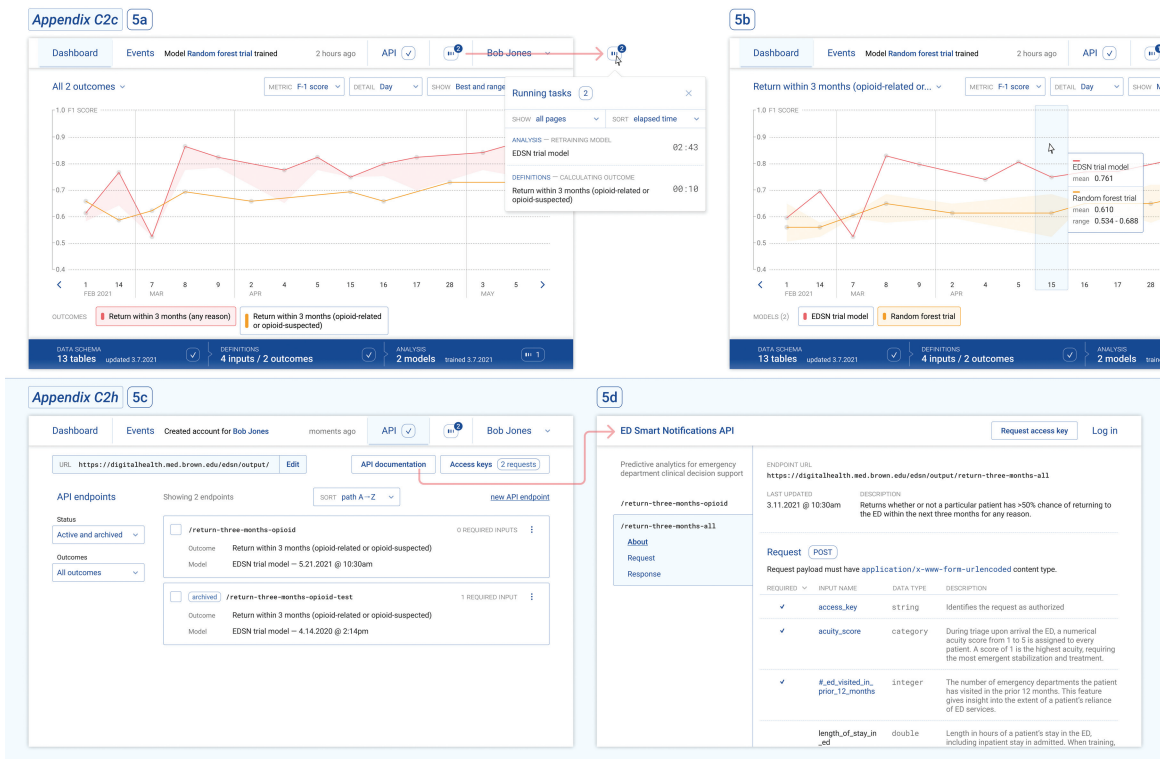 Appendix C2c 5a
Dashboard Events Model Random forest trial trained 2 hours ago API 2 Bob Jones 2
All 2 outcomes METRIC F-1 score DETAIL Day SHOW Best and range
1.0 F1 SCORE
0.9
0.8
0.7
0.6
0.5
0.4
1 14 7 8 9 2 4 5 15 16 17 28 3 5
FEB 2021 MAR APR MAY
OUTCOMES Return within 3 months (any reason) Return within 3 months (opioid-related
or opioid-suspected)
DATA SCHEMA
13 tables updated 3.7.2021
DEFINITIONS
4 inputs / 2 outcomes
ANALYSIS
2 models trained 3.7.2021 1
Running tasks 2 ×
SHOW all pages SORT elapsed time
ANALYSIS — RETRAINING MODEL
EDSN trial model 02:43
DEFINITIONS — CALCULATING OUTCOME
Return within 3 months (opioid-related or 00:10
opioid-suspected)
5b
Dashboard Events Model Random forest trial trained 2 hours ago API 2
Return within 3 months (opioid-related or... METRIC F-1 score DETAIL Day SHOW M
1.0 F1 SCORE
0.9
0.8
0.7
0.6
0.5
0.4
EDSN trial model
mean 0.761
Random forest trial
mean 0.610
range 0.534 - 0.688
1 14 7 8 9 2 4 5 15 16 17 28
FEB 2021 MAR APR
MODELS (2) EDSN trial model Random forest trial
DATA SCHEMA
13 tables updated 3.7.2021
DEFINITIONS
4 inputs / 2 outcomes
ANALYSIS
2 models train
Appendix C2h 5c
Dashboard Events Created account for Bob Jones moments ago API 2 Bob Jones
URL https://digitalhealth.med.brown.edu/edsn/output/ Edit API documentation Access keys 2 requests
API endpoints Showing 2 endpoints SORT path A→Z new API endpoint
Status
Active and archived
Outcomes
All outcomes
/return-three-months-opioid 0 REQUIRED INPUTS
Outcome Return within 3 months (opioid-related or opioid-suspected)
Model EDSN trial model — 5.21.2021 @ 10:30am
archived /return-three-months-opioid-test 1 REQUIRED INPUT
Outcome Return within 3 months (opioid-related or opioid-suspected)
Model EDSN trial model — 4.14.2020 @ 2:14pm
5d
ED Smart Notifications API Request access key Log in
Predictive analytics for emergency
department clinical decision support
/return-three-months-opioid
/return-three-months-all
About
Request
Response
ENDPOINT URL
https://digitalhealth.med.brown.edu/edsn/output/return-three-months-all
LAST UPDATED DESCRIPTION
3.11.2021 @ 10:30am Returns whether or not a particular patient has >50% chance of returning to
the ED within the next three months for any reason.
Request POST
Request payload must have application/x-www-form-urlencoded content type.
REQUIRED INPUT NAME DATA TYPE DESCRIPTION
access_key string Identifies the request as authorized
acuity_score category During triage upon arrival the ED, a numerical
acuity score from 1 to 5 is assigned to every
patient. A score of 1 is the highest acuity, requiring
the most emergent stabilization and treatment.
#_ed_visited_in_ integer The number of emergency departments the patient
prior_12_months has visited in the prior 12 months. This feature
gives insight into the extent of a patient's reliance
of ED services.
length_of_stay_in double Length in hours of a patient's stay in the ED,
_ed including inpatient stay in admitted. When training,